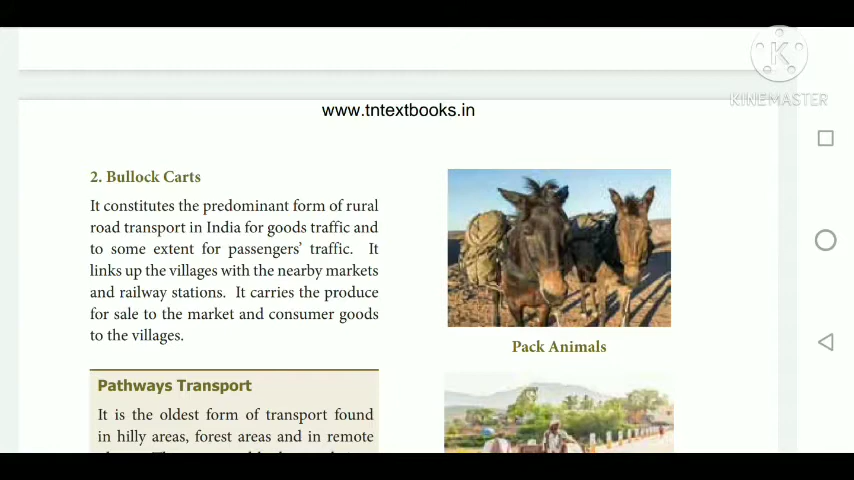 KINEMASTER
www.tntextbooks.in
2. Bullock Carts
It constitutes the predominant form of rural
road transport in India for goods traffic and
to some extent for passengers' traffic. It
links up the villages with the nearby markets
and railway stations. It carries the produce
for sale to the market and consumer goods
to the villages.
Pathways Transport
It is the oldest form of transport found
in hilly areas, forest areas and in remote
Pack Animals